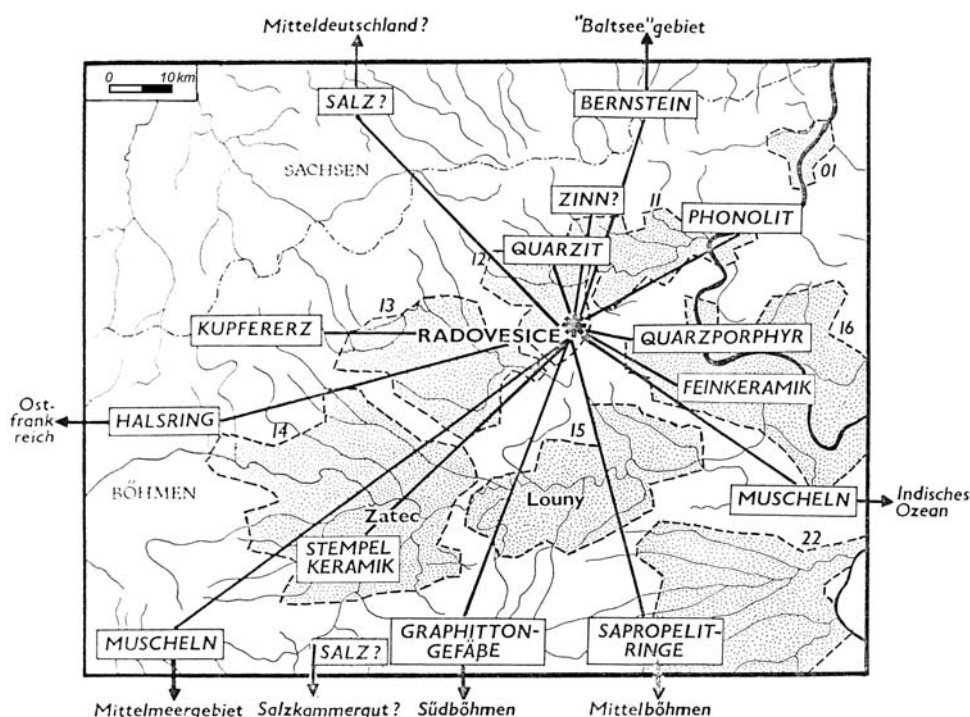 Mitteldeutschland?
"Baltsee"gebiet
0 10 km
SALZ?
BERNSTEIN
SACHSEN
01
ZINN?
11
PHONOLIT
QUARZIT
12
13
KUPFERERZ
RADOVESICE
QUARZPORPHYR
16
FEINKERAMIK
Ost-
frank
reich
HALSRING
14
15
BÖHMEN
Louny
MUSCHELN
Indisches
Ozean
Zatec
STEMPEL
KERAMIK
22
MUSCHELN
SALZ?
GRAPHITTON-
GEFÄßE
SAPROPELIT-
RINGE
Mittelmeergebiet
Salzkammergut?
Südböhmen
Mittelböhmen